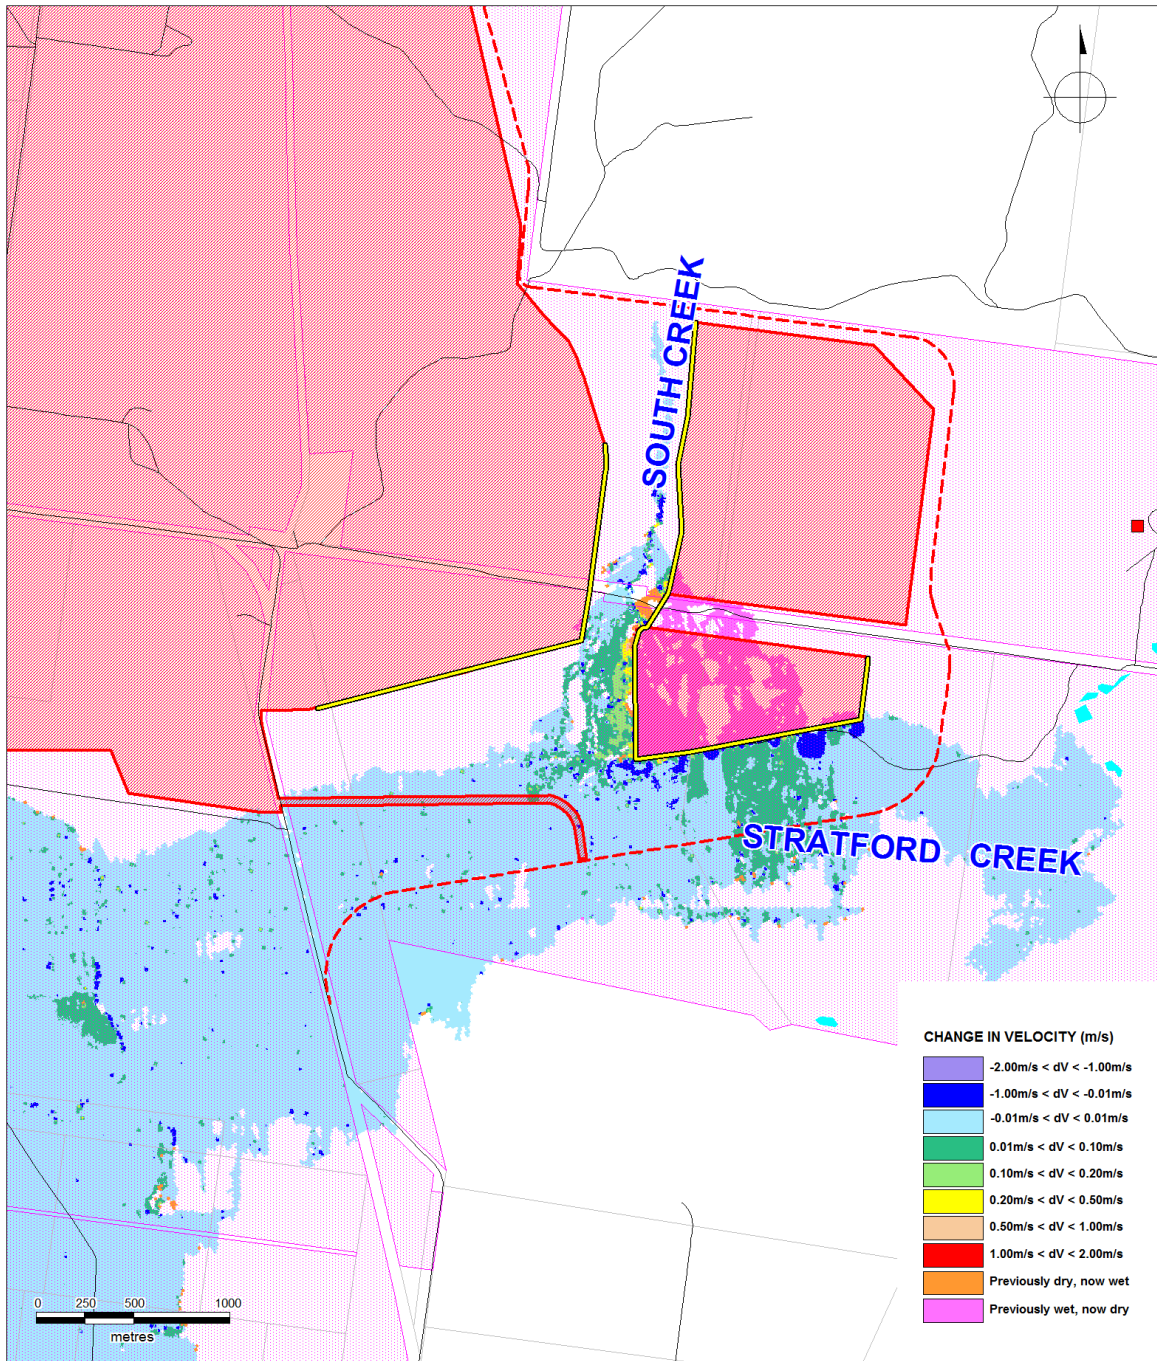 SOUTH CREEK
STRATFORD CREEK
CHANGE IN VELOCITY (m/s)
-2.00m/s < dV < -1.00m/s
-1.00m/s < dV < -0.01m/s
-0.01m/s < dV < 0.01m/s
0.01m/s < dV < 0.10m/s
0.10m/s < dV < 0.20m/s
0.20m/s < dV < 0.50m/s
0.50m/s < dV < 1.00m/s
1.00m/s < dV < 2.00m/s
Previously dry, now wet
Previously wet, now dry
0 250 500 1000
metres